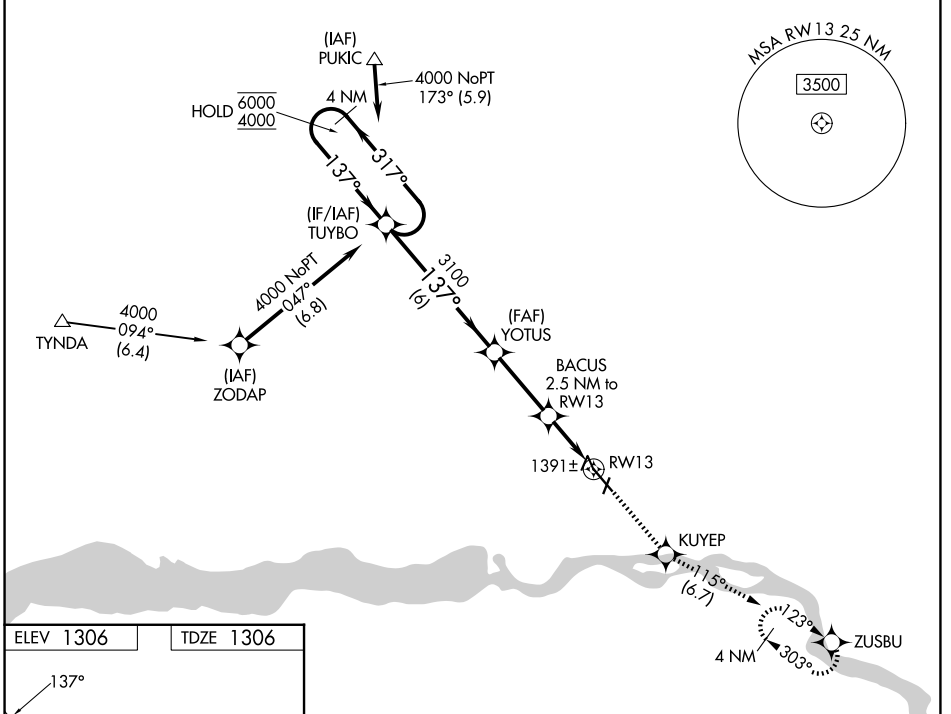 (IAF)
PUKIC
4000 NoPT
173° (5.9)
MSA RW13 25 NM
3500
HOLD
6000
4000
4 NM
137°
317°
(IF/IAF)
TUYBO
4000 NoPT
047°
(6.8)
3100
137°
(6)
4000
094°
(6.4)
TYNDA
(IAF)
ZODAP
(FAF)
YOTUS
BACUS
2.5 NM to
RW13
1391±
RW13
KUYEP
115°
(6.7)
123°
303°
4 NM
ZUSBU
ELEV 1306
TDZE 1306
137°